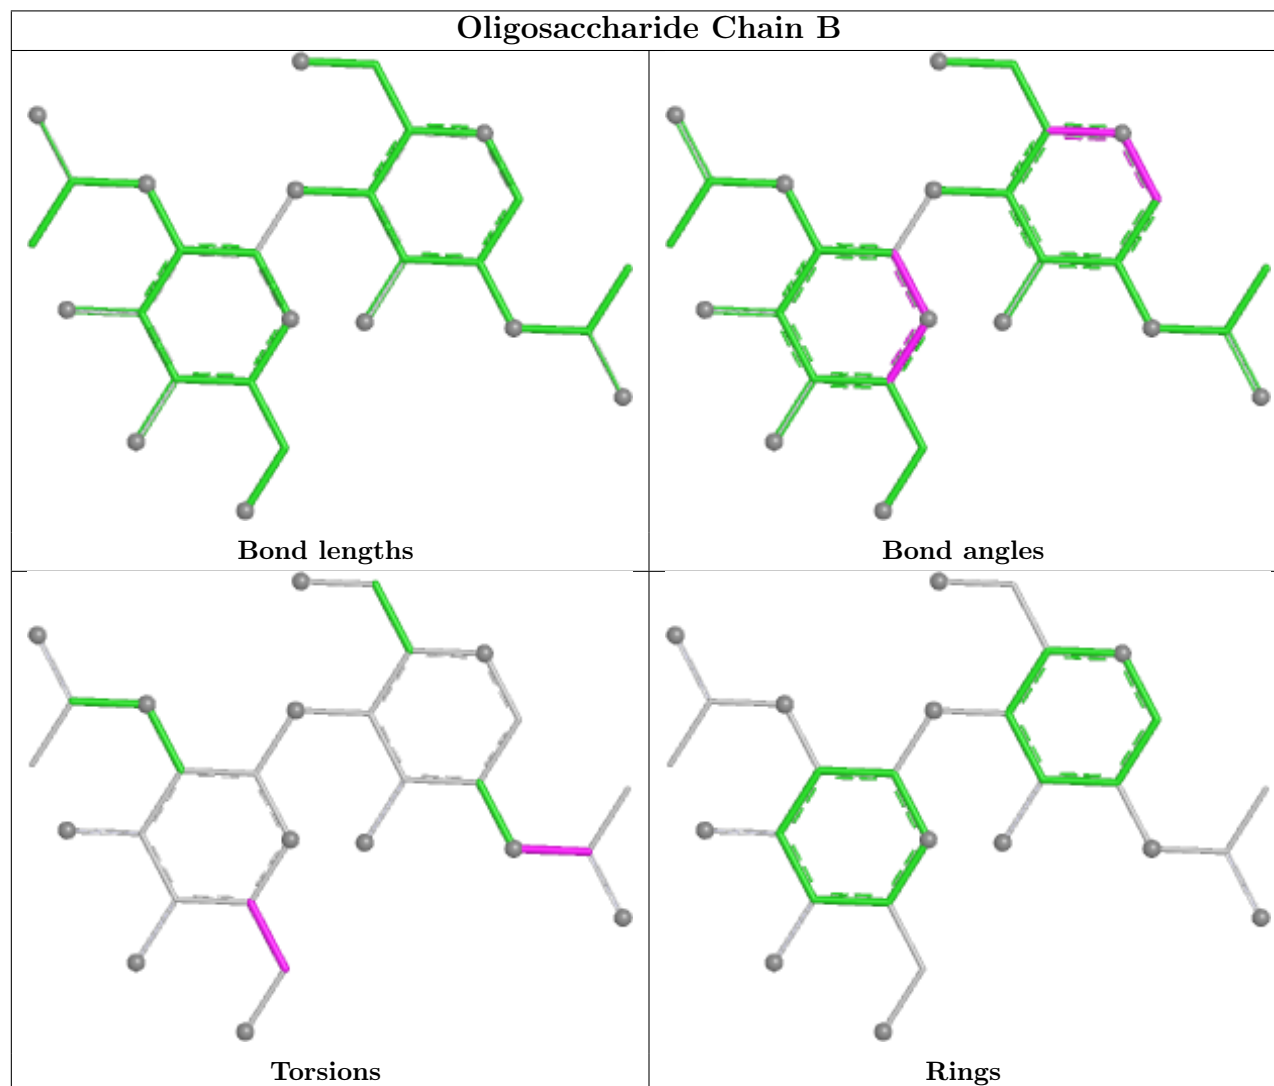 Oligosaccharide Chain B
Bond lengths
Bond angles
Torsions
Rings